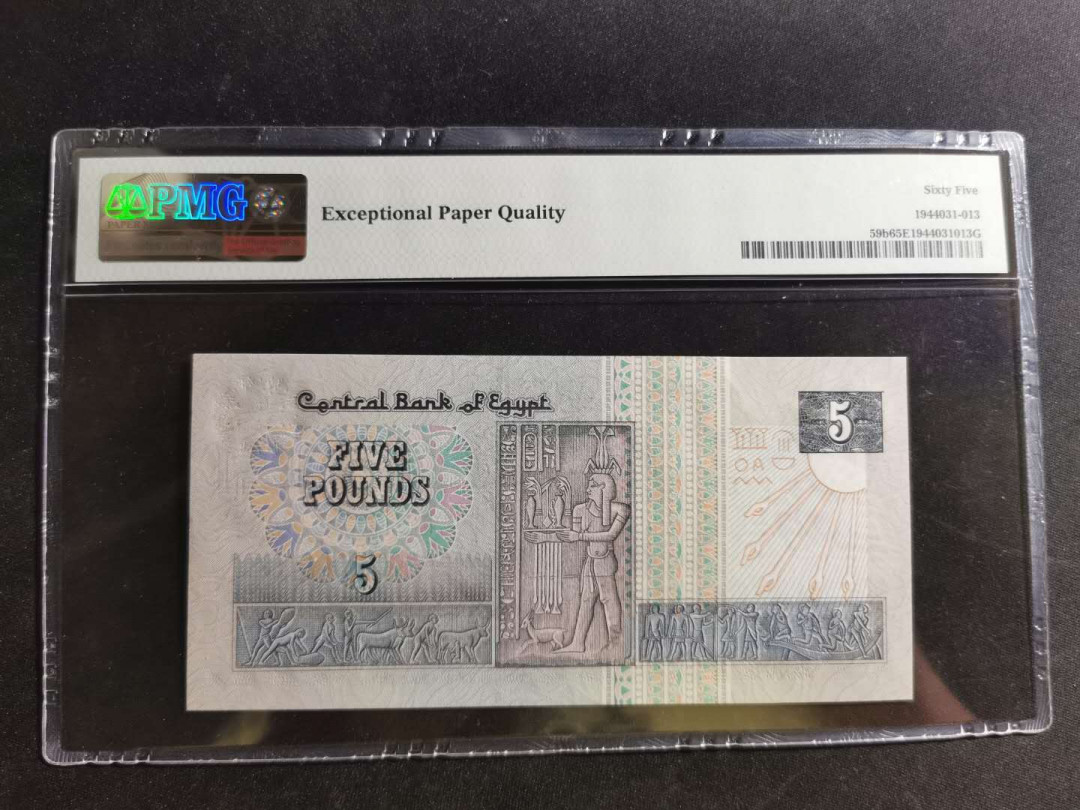 PMG
Exceptional Paper Quality
Sixty Five
1944031-013
59b65E1944031013G
Central Bank of Egypt
5
FIVE
POUNDS
5